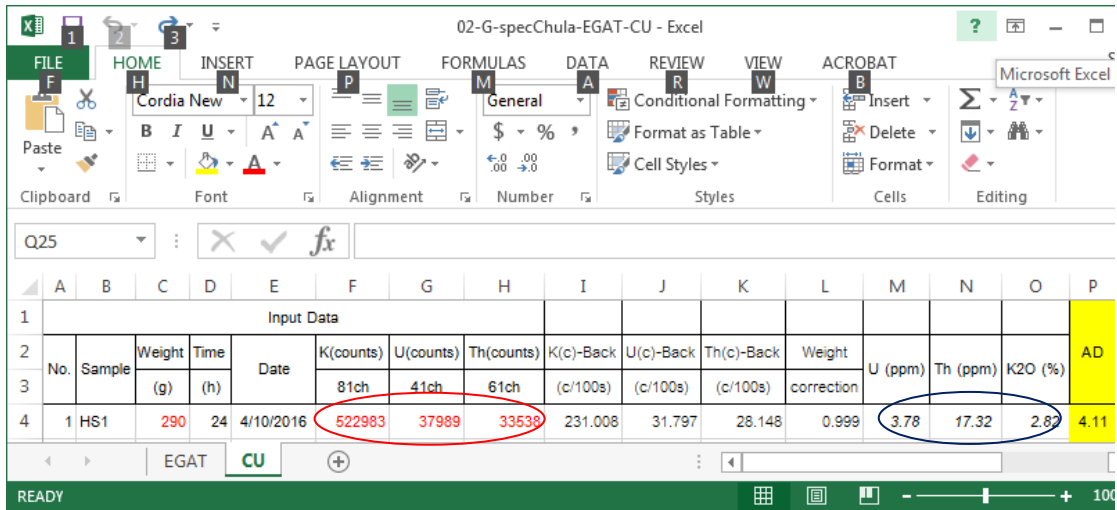 02-G-specChula-EGAT-CU - Excel
1 2 3
FILE HOME INSERT PAGE LAYOUT FORMULAS DATA REVIEW VIEW ACROBAT
F H N P M A R W B
Microsoft Excel
Cordia New 12 General Conditional Formatting Insert
Paste B I U A A $ % , Format as Table Delete
.0 .00 .00 .0 Cell Styles Format
Clipboard Font Alignment Number Styles Cells Editing
Q25 fx
A B C D E F G H I J K L M N O P
1 Input Data
2 No. Sample Weight Time Date K(counts) U(counts) Th(counts) K(c)-Back U(c)-Back Th(c)-Back Weight U (ppm) Th (ppm) K2O (%) AD
3 (g) (h) 81ch 41ch 61ch (c/100s) (c/100s) (c/100s) correction
4 1 HS1 290 24 4/10/2016 522983 37989 33538 231.008 31.797 28.148 0.999 3.78 17.32 2.82 4.11
EGAT CU
READY